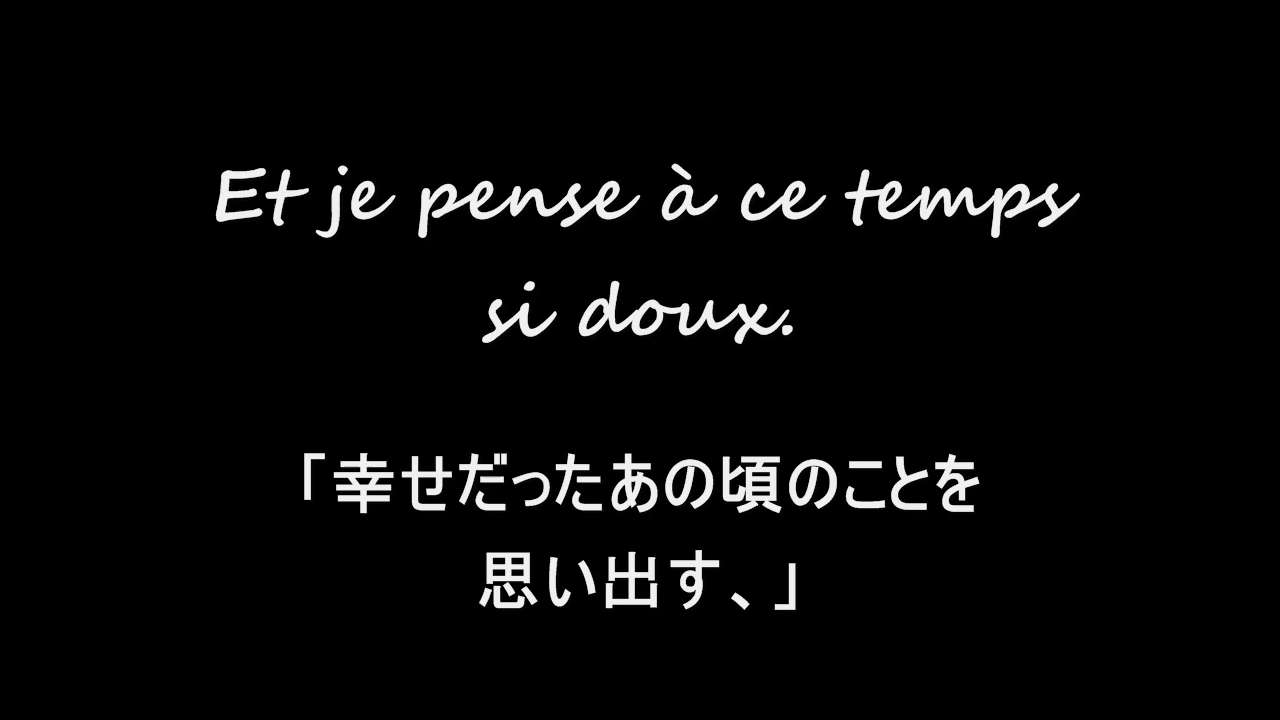 Et je pense à ce temps
si doux.
「幸せだったあの頃のことを
思い出す、」